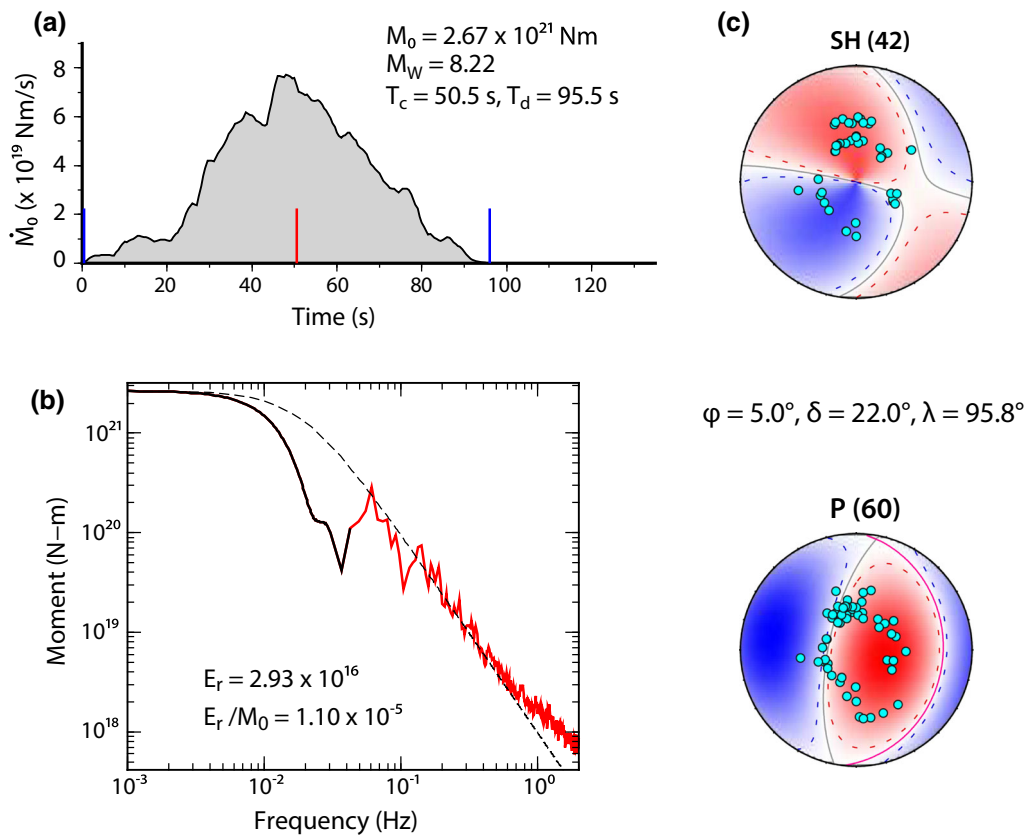 (a)
M₀ = 2.67 x 10²¹ Nm
M_W = 8.22
T_c = 50.5 s, T_d = 95.5 s
Ṁ₀ (x 10¹⁹ Nm/s)
8
6
4
2
0
0 20 40 60 80 100 120
Time (s)
(b)
Moment (N−m)
10²¹
10²⁰
10¹⁹
10¹⁸
E_r = 2.93 x 10¹⁶
E_r /M₀ = 1.10 x 10⁻⁵
10⁻³ 10⁻² 10⁻¹ 10⁰
Frequency (Hz)
(c)
SH (42)
φ = 5.0°, δ = 22.0°, λ = 95.8°
P (60)